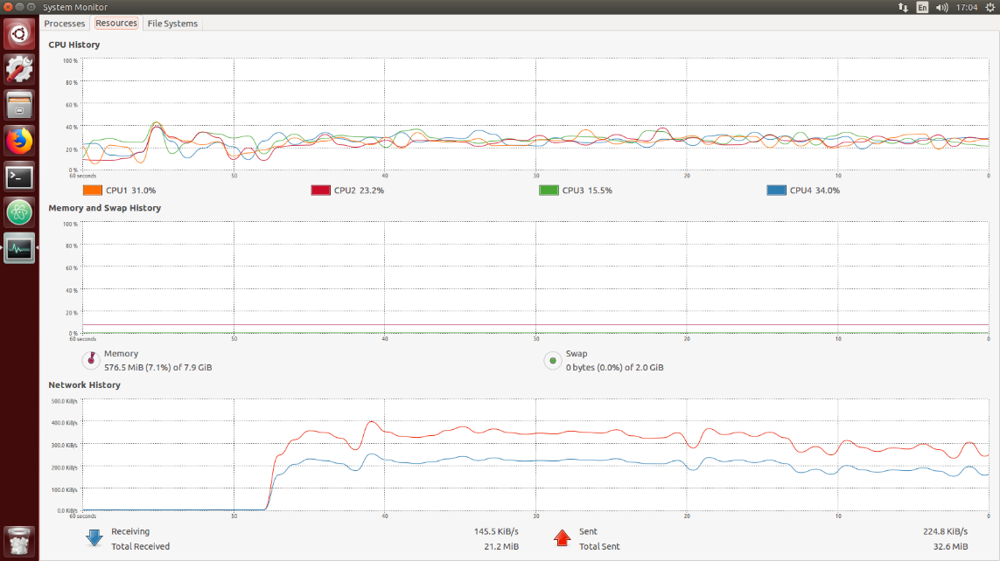 System Monitor En 17:04
Processes Resources File Systems
CPU History
100 %
80 %
60 %
40 %
20 %
0 %
60 seconds 50 40 30 20 10 0
CPU1 31.0% CPU2 23.2% CPU3 15.5% CPU4 34.0%
Memory and Swap History
100 %
80 %
60 %
40 %
20 %
0 %
60 seconds 50 40 30 20 10 0
Memory Swap
576.5 MiB (7.1%) of 7.9 GiB 0 bytes (0.0%) of 2.0 GiB
Network History
500.0 KiB/s
400.0 KiB/s
300.0 KiB/s
200.0 KiB/s
100.0 KiB/s
0.0 KiB/s
60 seconds 50 40 30 20 10 0
Receiving 145.5 KiB/s Sent 224.8 KiB/s
Total Received 21.2 MiB Total Sent 32.6 MiB